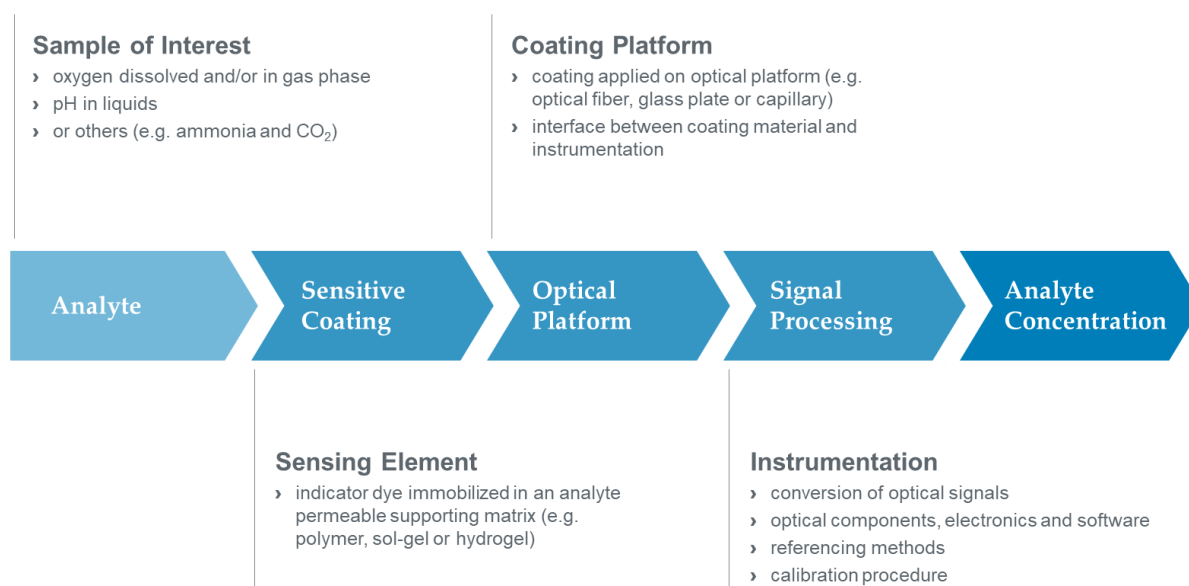 Sample of Interest
› oxygen dissolved and/or in gas phase
› pH in liquids
› or others (e.g. ammonia and CO₂)
Coating Platform
› coating applied on optical platform (e.g.
optical fiber, glass plate or capillary)
› interface between coating material and
instrumentation
Analyte
Sensitive
Coating
Optical
Platform
Signal
Processing
Analyte
Concentration
Sensing Element
› indicator dye immobilized in an analyte
permeable supporting matrix (e.g.
polymer, sol-gel or hydrogel)
Instrumentation
› conversion of optical signals
› optical components, electronics and software
› referencing methods
› calibration procedure